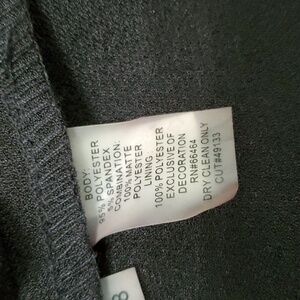 BODY:
95% POLYESTER
5% SPANDEX
COMBINATION:
100% MATTE
POLYESTER
LINING
100% POLYESTER
EXCLUSIVE OF
DECORATION
RN#66464
DRY CLEAN ONLY
CUT#49133
8